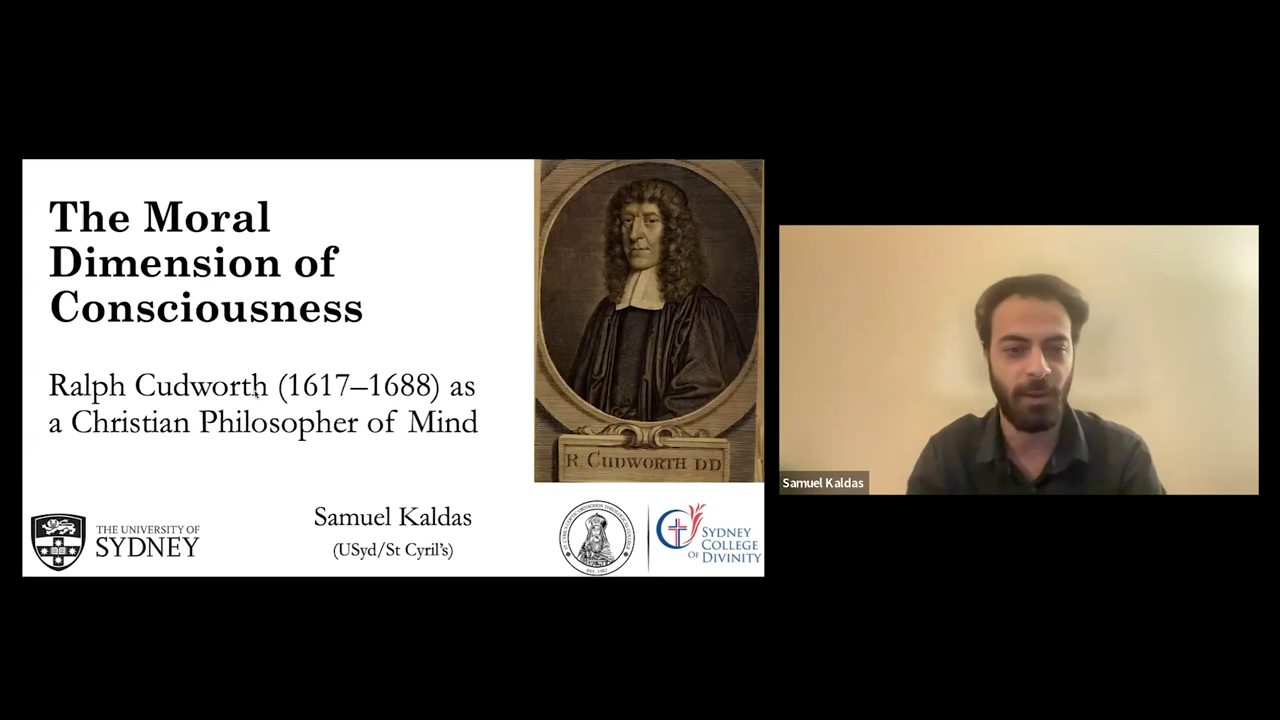 The Moral
Dimension of
Consciousness
Ralph Cudworth (1617–1688) as
a Christian Philosopher of Mind
R. CUDWORTH DD
Samuel Kaldas
(USyd/St Cyril's)
THE UNIVERSITY OF
SYDNEY
SYDNEY
COLLEGE
OF DIVINITY
Samuel Kaldas